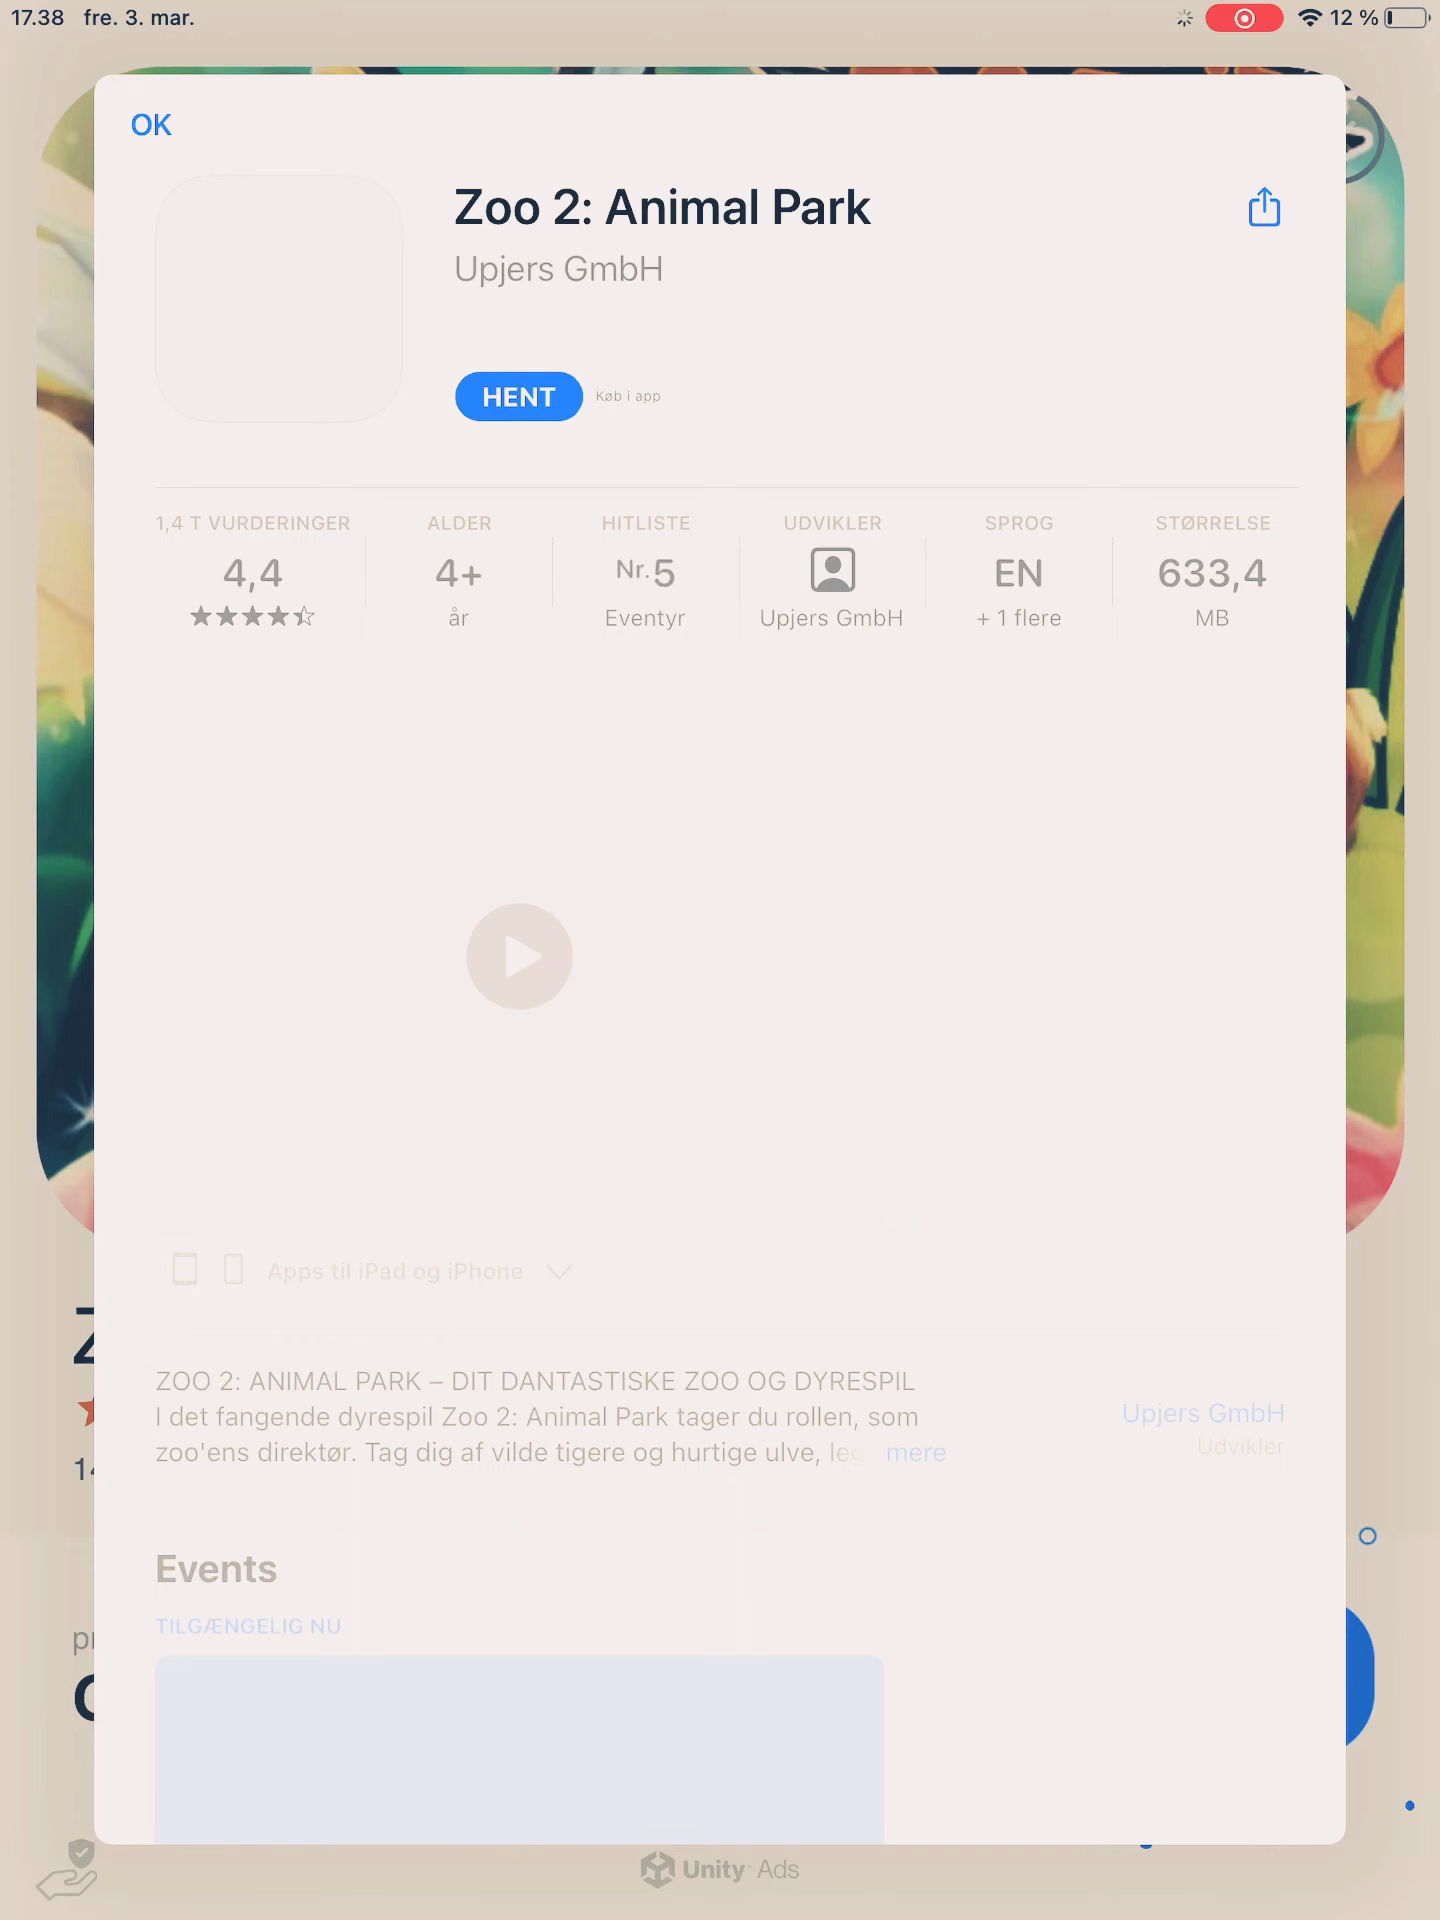 17.38 fre. 3. mar.
12 %
OK
Zoo 2: Animal Park
Upjers GmbH
HENT
Køb i app
1,4 T VURDERINGER
4,4
ALDER
4+
år
HITLISTE
Nr.5
Eventyr
UDVIKLER
Upjers GmbH
SPROG
EN
+ 1 flere
STØRRELSE
633,4
MB
Apps til iPad og iPhone
ZOO 2: ANIMAL PARK – DIT DANTASTISKE ZOO OG DYRESPIL
I det fangende dyrespil Zoo 2: Animal Park tager du rollen, som
zoo'ens direktør. Tag dig af vilde tigere og hurtige ulve, leg mere
Upjers GmbH
Udvikler
Events
TILGÆNGELIG NU
Unity Ads